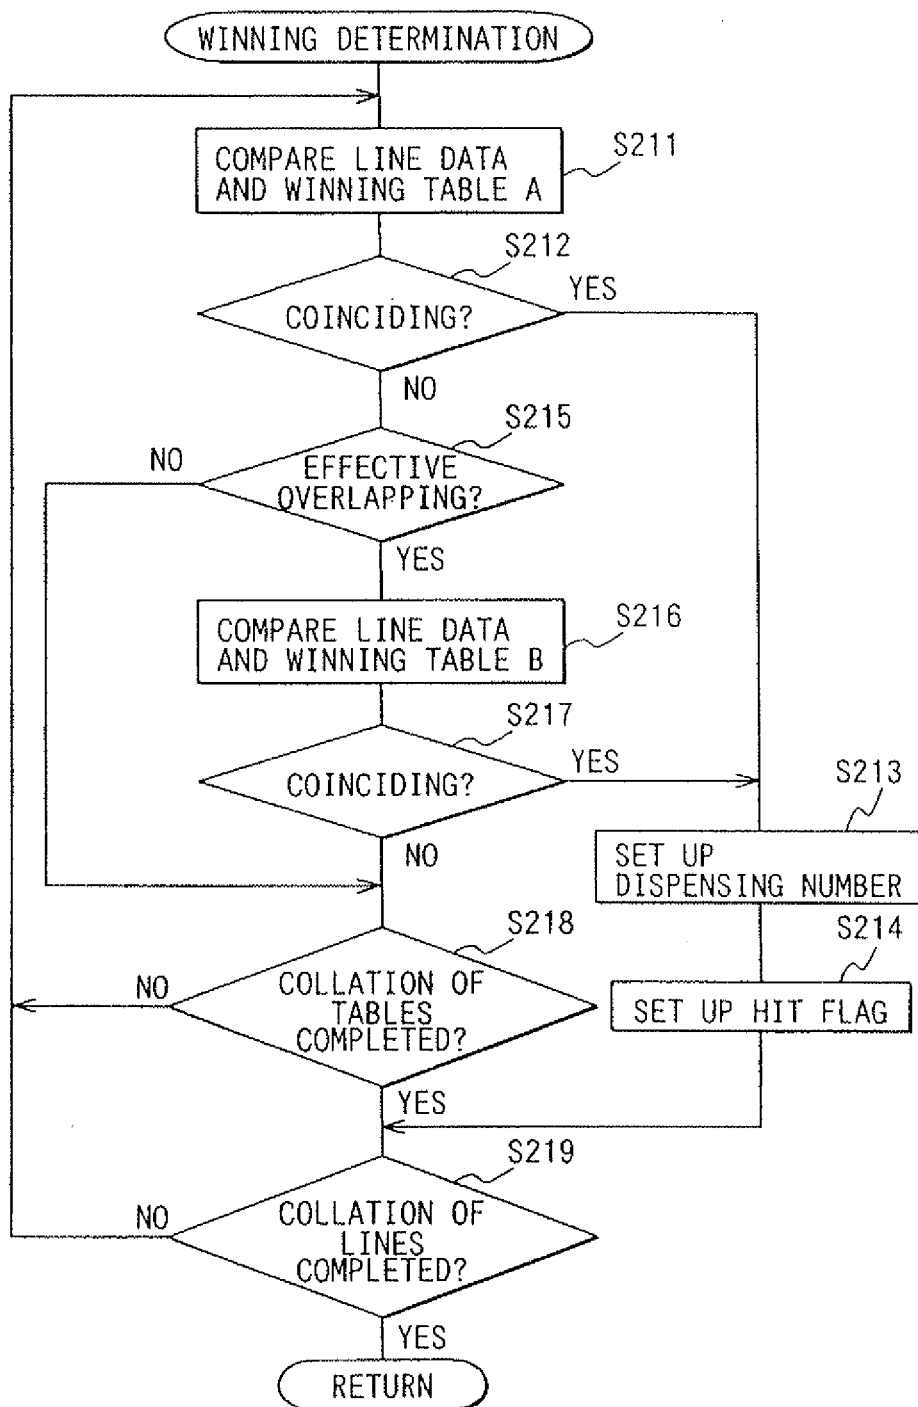 WINNING DETERMINATION
COMPARE LINE DATA
AND WINNING TABLE A
S211
S212
COINCIDING?
YES
NO
S215
NO
EFFECTIVE
OVERLAPPING?
YES
COMPARE LINE DATA
AND WINNING TABLE B
S216
S217
COINCIDING?
YES
NO
S213
SET UP
DISPENSING NUMBER
S214
SET UP HIT FLAG
S218
NO
COLLATION OF
TABLES
COMPLETED?
YES
S219
NO
COLLATION OF
LINES
COMPLETED?
YES
RETURN